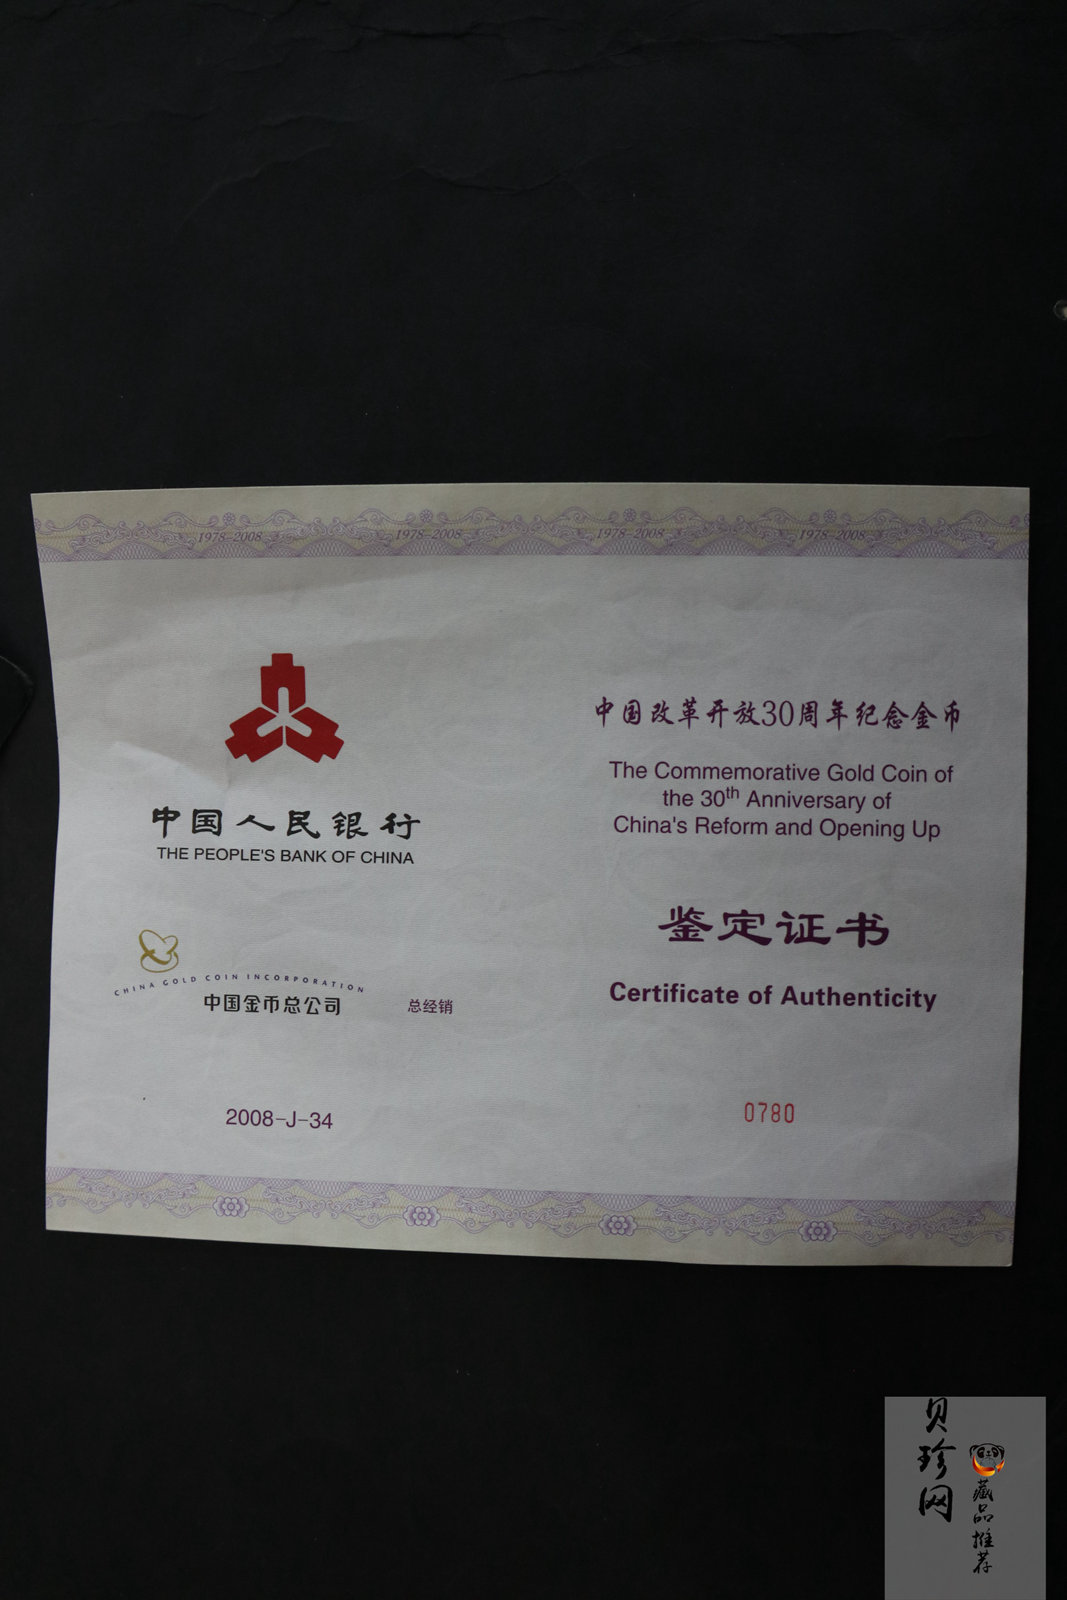 1978-2008 1978-2008 1978-2008 1978-2008
中国人民银行
THE PEOPLE'S BANK OF CHINA
CHINA GOLD COIN INCORPORATION
中国金币总公司 总经销
2008-J-34
中国改革开放30周年纪念金币
The Commemorative Gold Coin of
the 30th Anniversary of
China's Reform and Opening Up
鉴定证书
Certificate of Authenticity
0780
贝珍网
藏品推荐